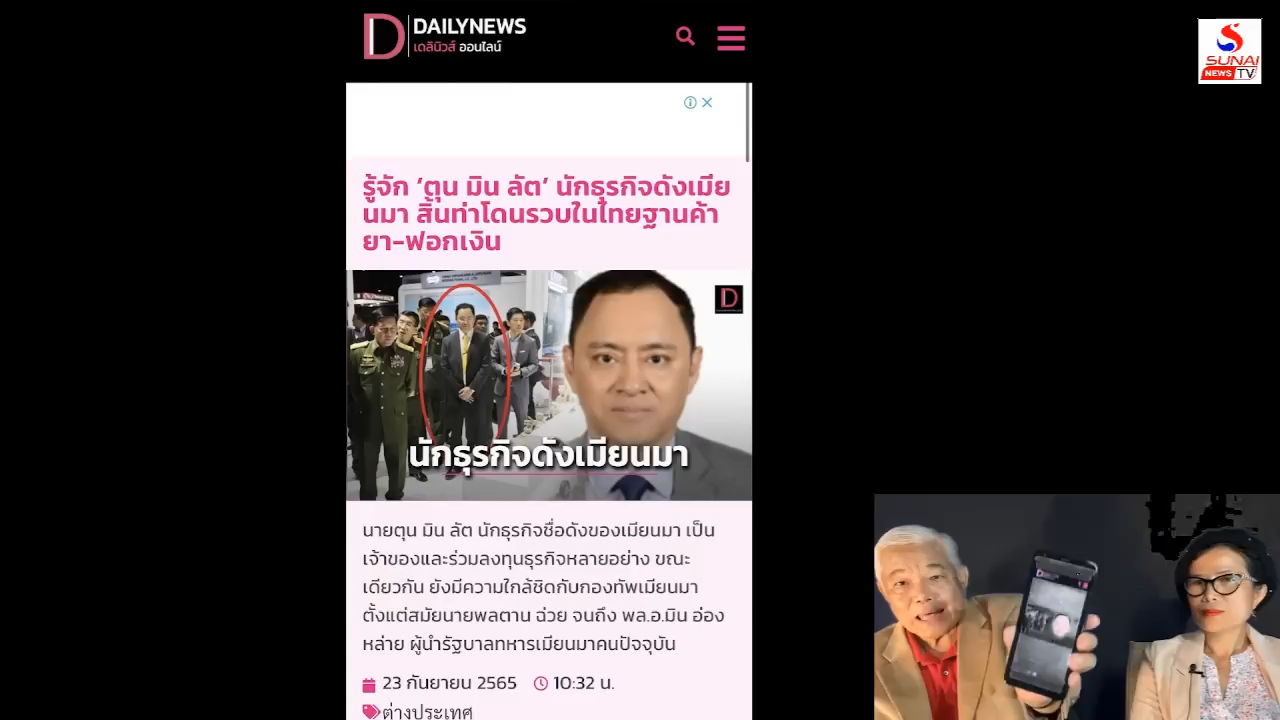 DAILYNEWS
เดลินิวส์ ออนไลน์
SUNAI
NEWS TV
รู้จัก ‘ตุน มิน ลัต’ นักธุรกิจดังเมีย
นมา สิ้นท่าโดนรวบในไทยฐานค้า
ยา-ฟอกเงิน
นักธุรกิจดังเมียนมา
นายตุน มิน ลัต นักธุรกิจชื่อดังของเมียนมา เป็น
เจ้าของและร่วมลงทุนธุรกิจหลายอย่าง ขณะ
เดียวกัน ยังมีความใกล้ชิดกับกองทัพเมียนมา
ตั้งแต่สมัยนายพลตาน ฉ่วย จนถึง พล.อ.มิน อ่อง
หล่าย ผู้นำรัฐบาลทหารเมียนมาคนปัจจุบัน
23 กันยายน 2565 10:32 น.
ต่างประเทศ